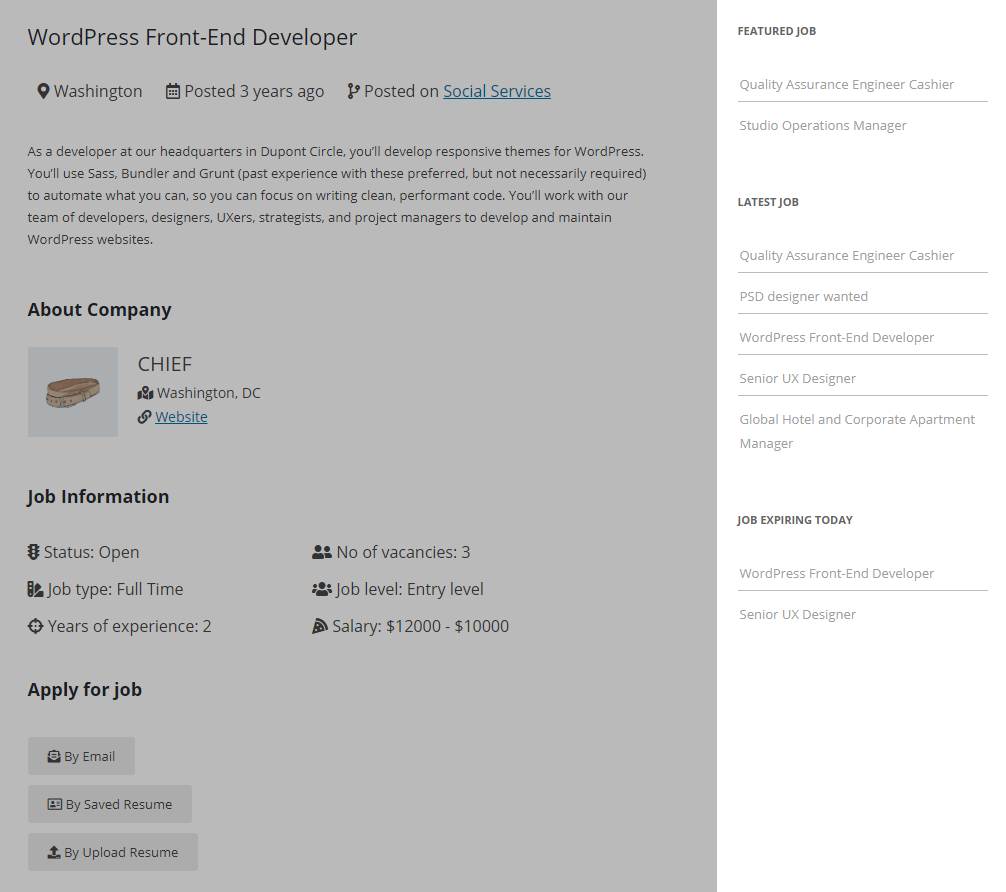 WordPress Front-End Developer
Washington Posted 3 years ago Posted on Social Services
As a developer at our headquarters in Dupont Circle, you’ll develop responsive themes for WordPress.
You’ll use Sass, Bundler and Grunt (past experience with these preferred, but not necessarily required)
to automate what you can, so you can focus on writing clean, performant code. You’ll work with our
team of developers, designers, UXers, strategists, and project managers to develop and maintain
WordPress websites.
About Company
CHIEF
Washington, DC
Website
Job Information
Status: Open
No of vacancies: 3
Job type: Full Time
Job level: Entry level
Years of experience: 2
Salary: $12000 - $10000
Apply for job
By Email
By Saved Resume
By Upload Resume
FEATURED JOB
Quality Assurance Engineer Cashier
Studio Operations Manager
LATEST JOB
Quality Assurance Engineer Cashier
PSD designer wanted
WordPress Front-End Developer
Senior UX Designer
Global Hotel and Corporate Apartment
Manager
JOB EXPIRING TODAY
WordPress Front-End Developer
Senior UX Designer